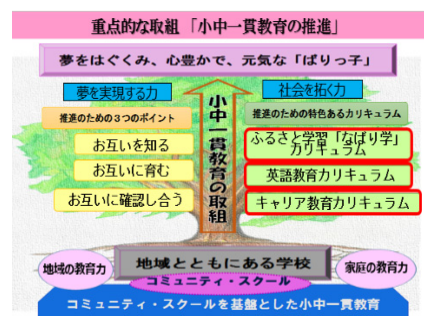 重点的な取組 「小中一貫教育の推進」
夢をはぐくみ、心豊かで、元気な「ばりっ子」
夢を実現する力
社会を拓く力
推進のための３つのポイント
お互いを知る
お互いに育む
お互いに確認し合う
小中一貫教育の取組
推進のための特色あるカリキュラム
ふるさと学習「なばり学」
カリキュラム
英語教育カリキュラム
キャリア教育カリキュラム
地域とともにある学校
地域の教育力
家庭の教育力
コミュニティ・スクール
コミュニティ・スクールを基盤とした小中一貫教育